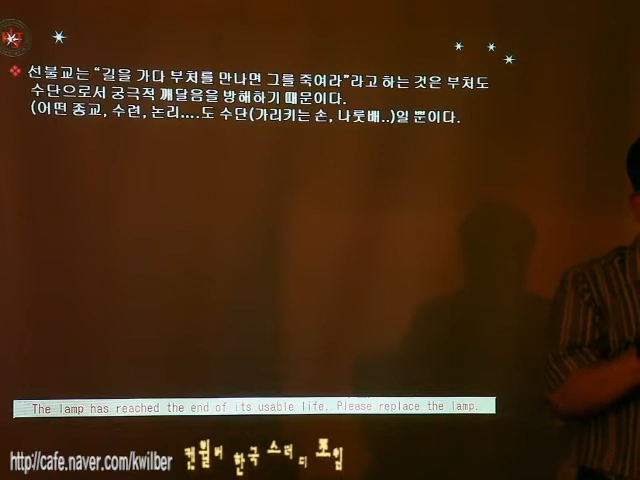 선불교는 “길을 가다 부처를 만나면 그를 죽여라”라고 하는 것은 부처도
수단으로서 궁극적 깨달음을 방해하기 때문이다.
(어떤 종교, 수련, 논리....도 수단(가리키는 손, 나룻배..)일 뿐이다.
The lamp has reached the end of its usable life. Please replace the lamp.
http://cafe.naver.com/kwilber 켄윌버 한국 스터디 모임